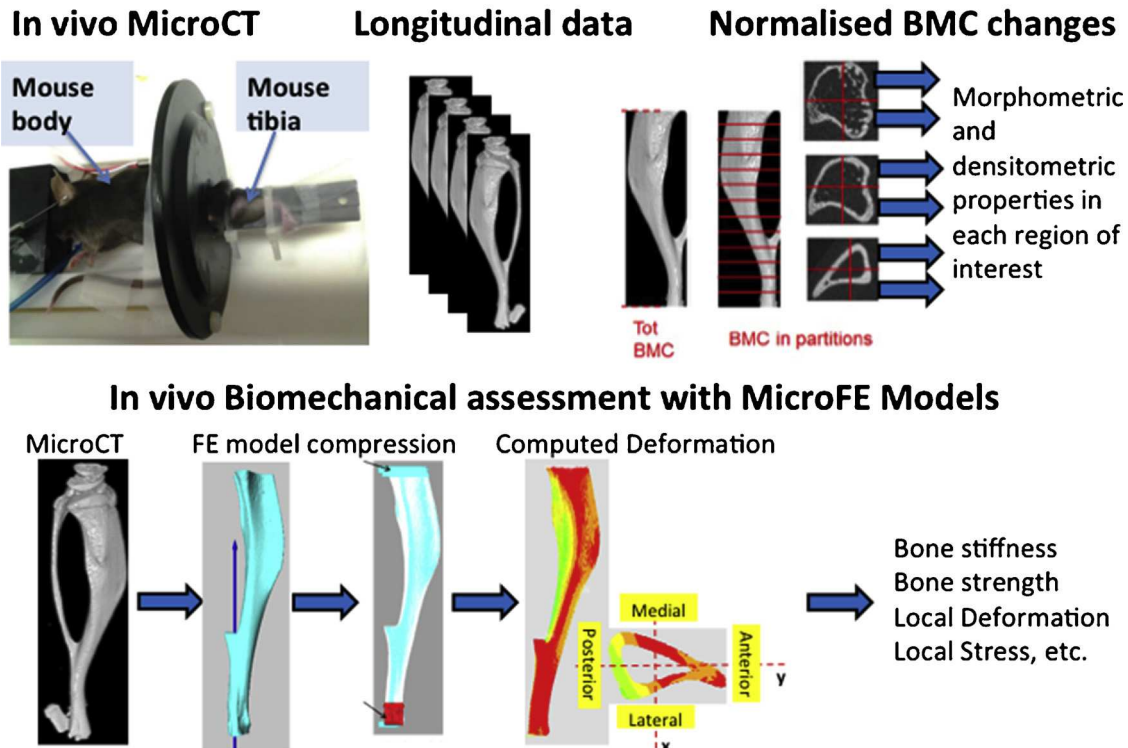 In vivo MicroCT
Longitudinal data
Normalised BMC changes
Mouse
body
Mouse
tibia
Tot
BMC
BMC in partitions
Morphometric
and
densitometric
properties in
each region of
interest
In vivo Biomechanical assessment with MicroFE Models
MicroCT
FE model compression
Computed Deformation
Medial
Posterior
Anterior
y
Lateral
x
Bone stiffness
Bone strength
Local Deformation
Local Stress, etc.